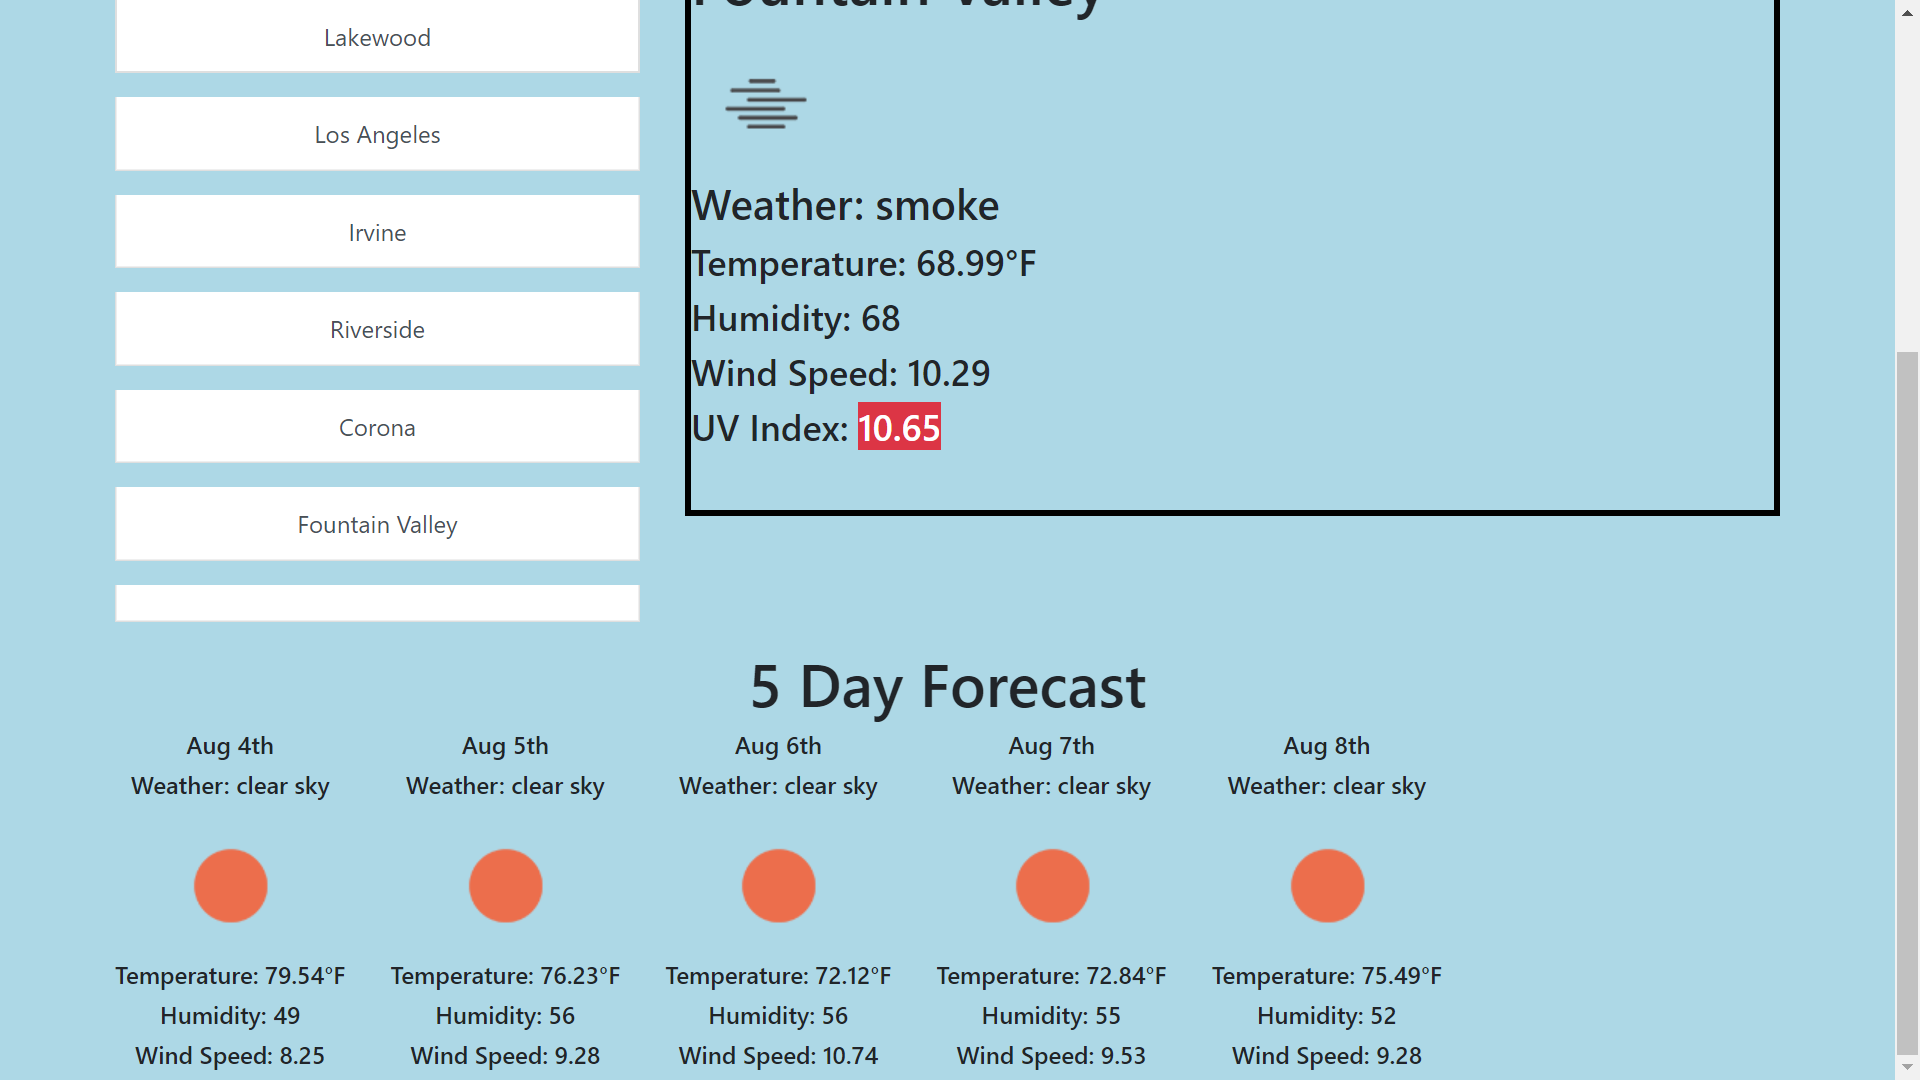 Lakewood
Los Angeles
Irvine
Riverside
Corona
Fountain Valley
Fountain Valley
Weather: smoke
Temperature: 68.99°F
Humidity: 68
Wind Speed: 10.29
UV Index: 10.65
5 Day Forecast
Aug 4th
Weather: clear sky
Temperature: 79.54°F
Humidity: 49
Wind Speed: 8.25
Aug 5th
Weather: clear sky
Temperature: 76.23°F
Humidity: 56
Wind Speed: 9.28
Aug 6th
Weather: clear sky
Temperature: 72.12°F
Humidity: 56
Wind Speed: 10.74
Aug 7th
Weather: clear sky
Temperature: 72.84°F
Humidity: 55
Wind Speed: 9.53
Aug 8th
Weather: clear sky
Temperature: 75.49°F
Humidity: 52
Wind Speed: 9.28